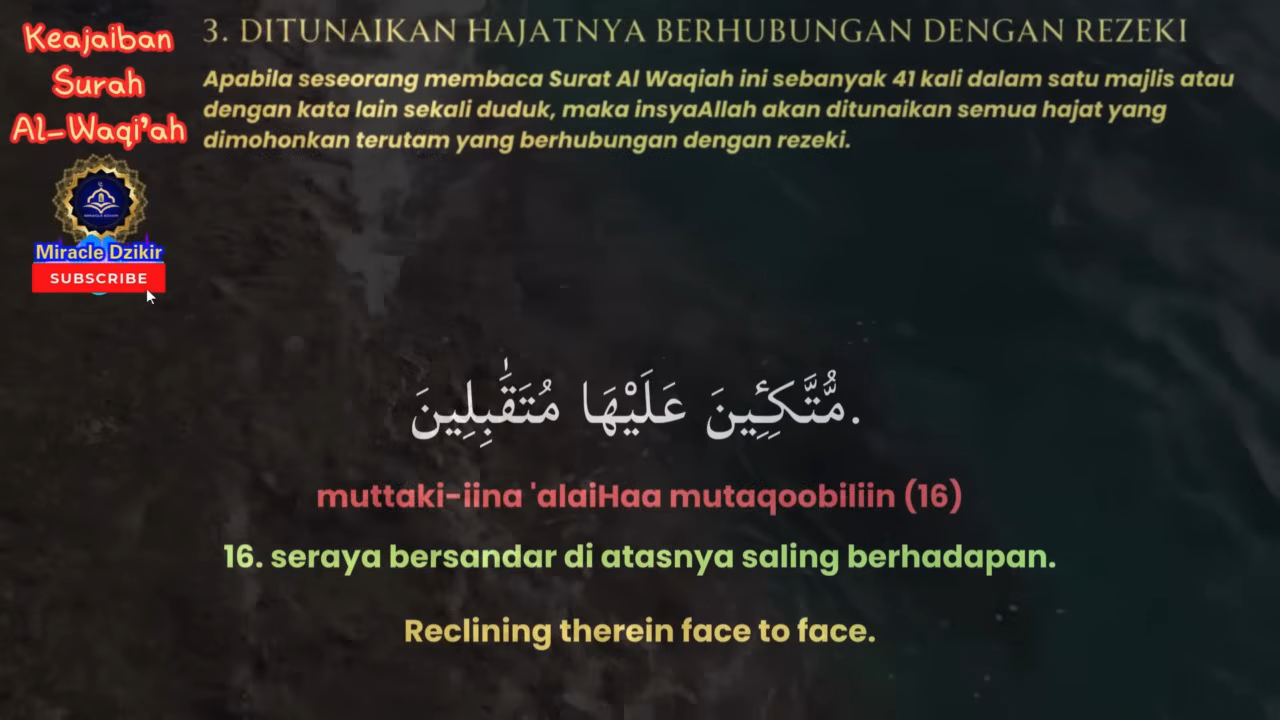 Keajaiban
Surah
Al-Waqi'ah
Miracle Dzikir
SUBSCRIBE
3. DITUNAIKAN HAJATNYA BERHUBUNGAN DENGAN REZEKI
Apabila seseorang membaca Surat Al Waqiah ini sebanyak 41 kali dalam satu majlis atau
dengan kata lain sekali duduk, maka insyaAllah akan ditunaikan semua hajat yang
dimohonkan terutam yang berhubungan dengan rezeki.
مُّتَّكِـِٔينَ عَلَيْهَا مُتَقَٰبِلِينَ.
muttaki-iina 'alaiHaa mutaqoobiliin (16)
16. seraya bersandar di atasnya saling berhadapan.
Reclining therein face to face.